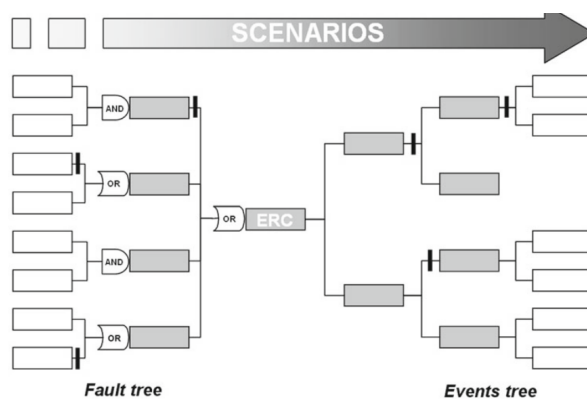 SCENARIOS
AND
OR
OR
ERC
AND
OR
Fault tree
Events tree